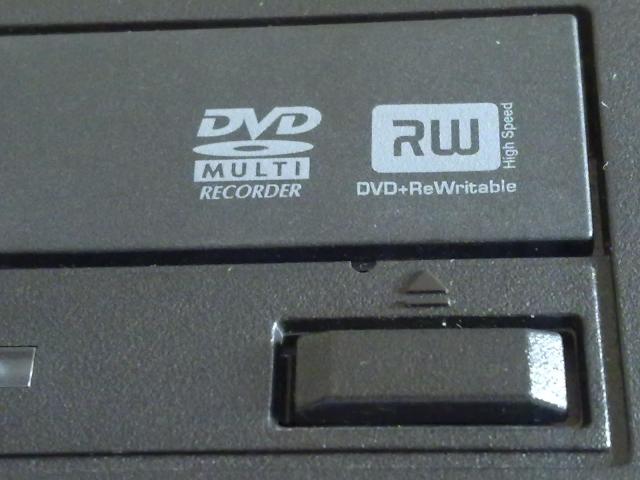 DVD
MULTI
RECORDER
RW
High Speed
DVD+ReWritable